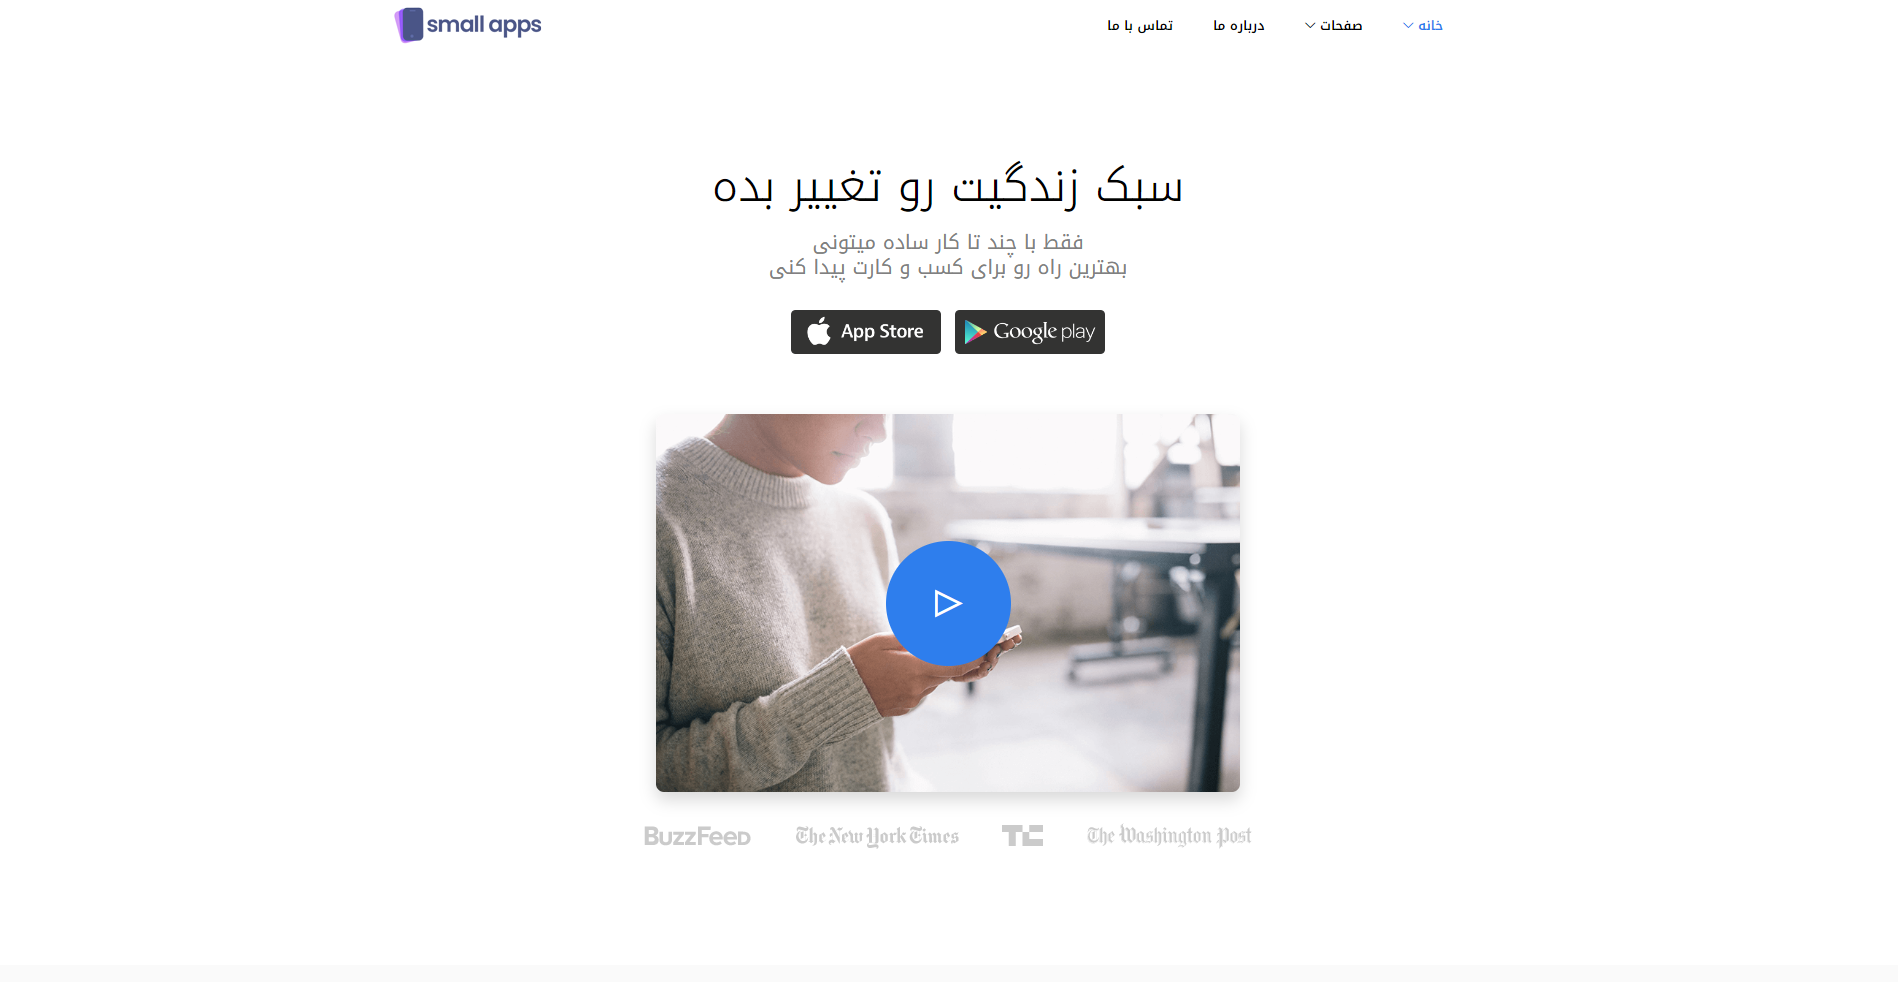 small apps
خانه
صفحات
درباره ما
تماس با ما
سبک زندگیت رو تغییر بده
فقط با چند تا کار ساده میتونی
بهترین راه رو برای کسب و کارت پیدا کنی
App Store
Google play
BuzzFeed
The New York Times
TC
The Washington Post